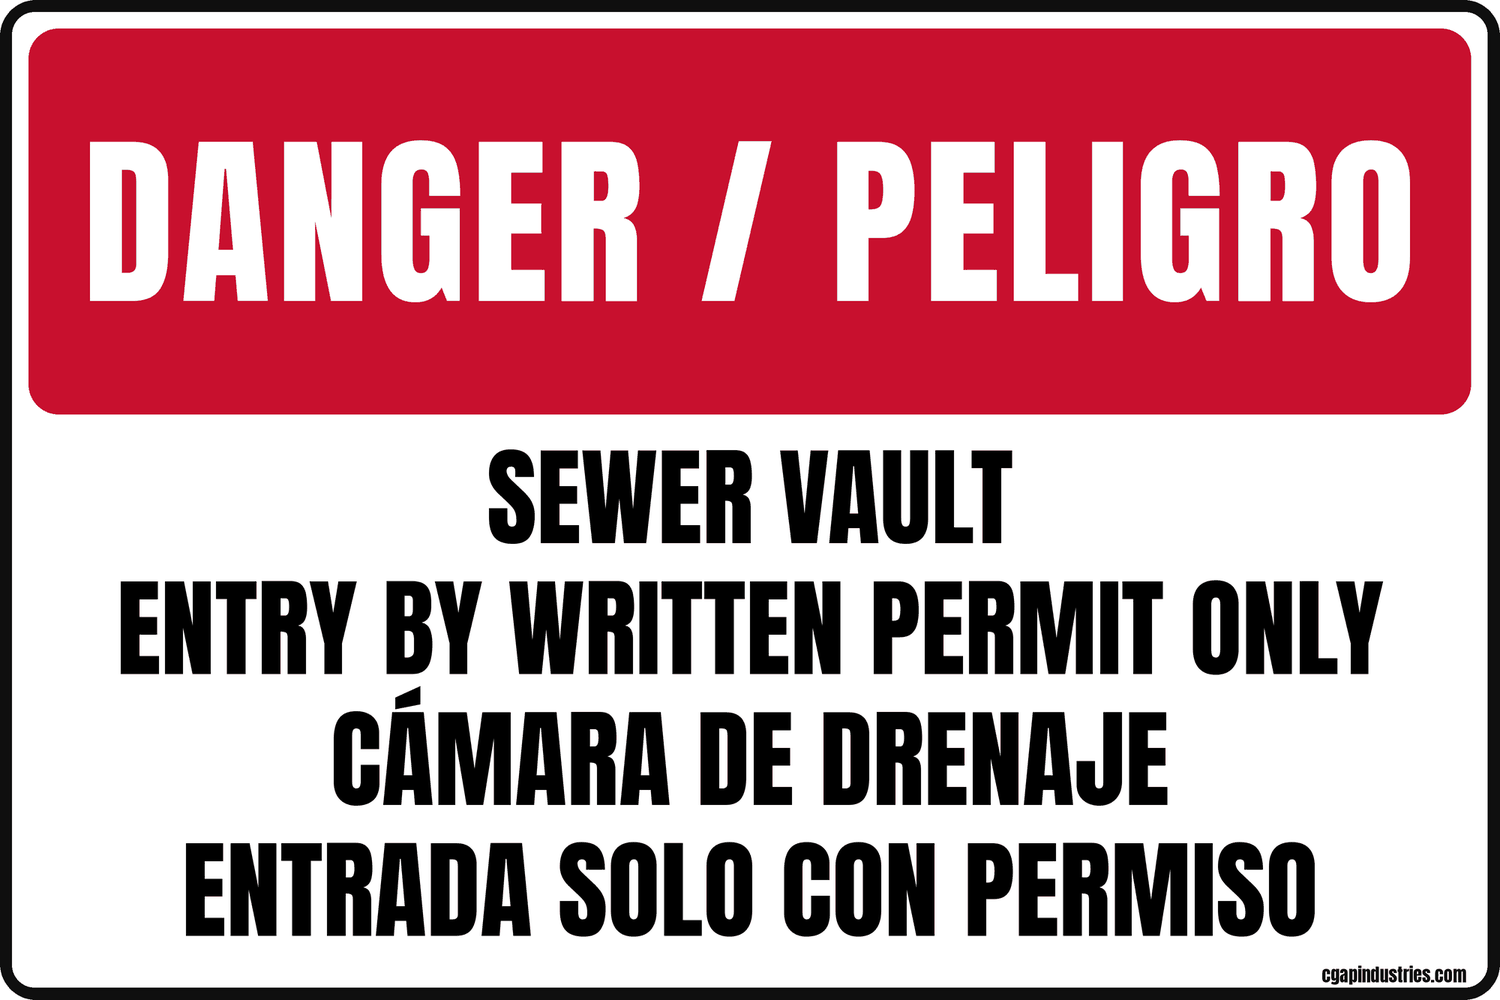 DANGER / PELIGRO
SEWER VAULT
ENTRY BY WRITTEN PERMIT ONLY
CÁMARA DE DRENAJE
ENTRADA SOLO CON PERMISO
cgapindustries.com